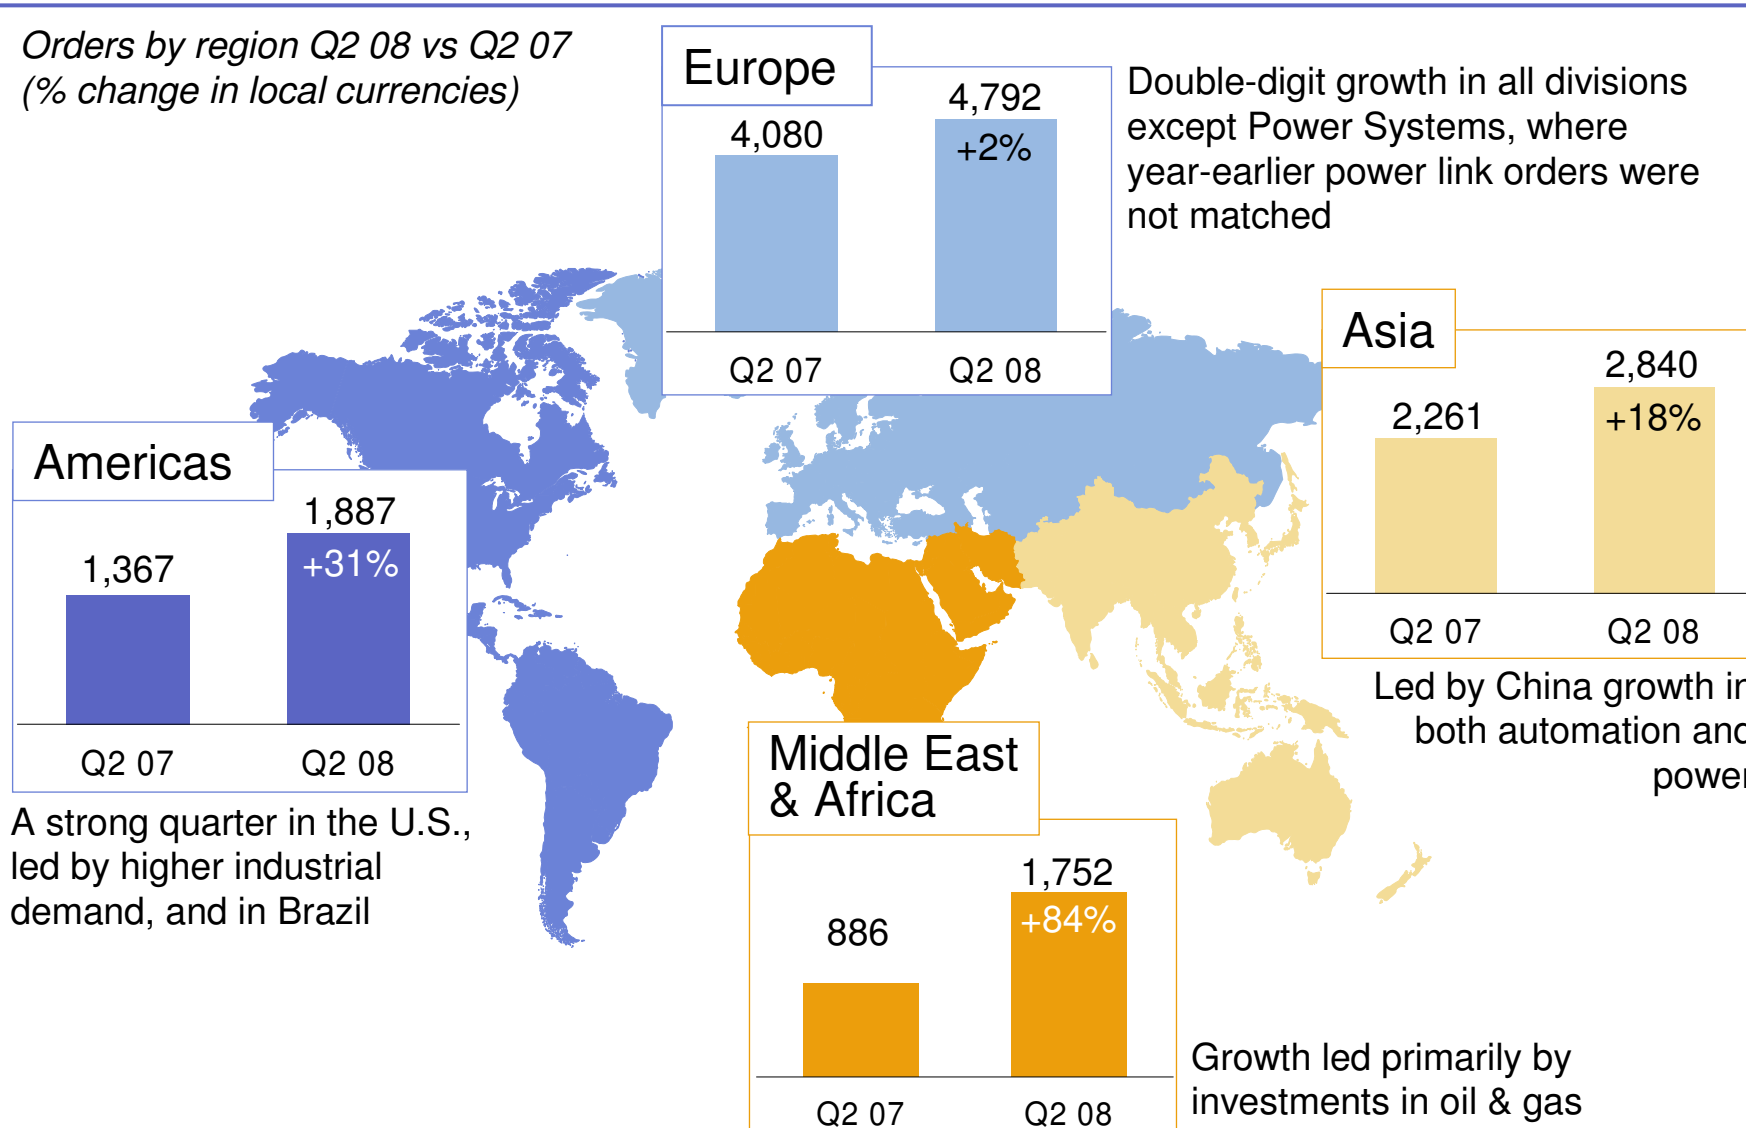 Orders by region Q2 08 vs Q2 07
(% change in local currencies)
Europe
4,080
4,792
+2%
Q2 07
Q2 08
Double-digit growth in all divisions
except Power Systems, where
year-earlier power link orders were
not matched
Asia
2,261
2,840
+18%
Q2 07
Q2 08
Led by China growth in
both automation and
power
Americas
1,367
1,887
+31%
Q2 07
Q2 08
A strong quarter in the U.S.,
led by higher industrial
demand, and in Brazil
Middle East
& Africa
886
1,752
+84%
Q2 07
Q2 08
Growth led primarily by
investments in oil & gas